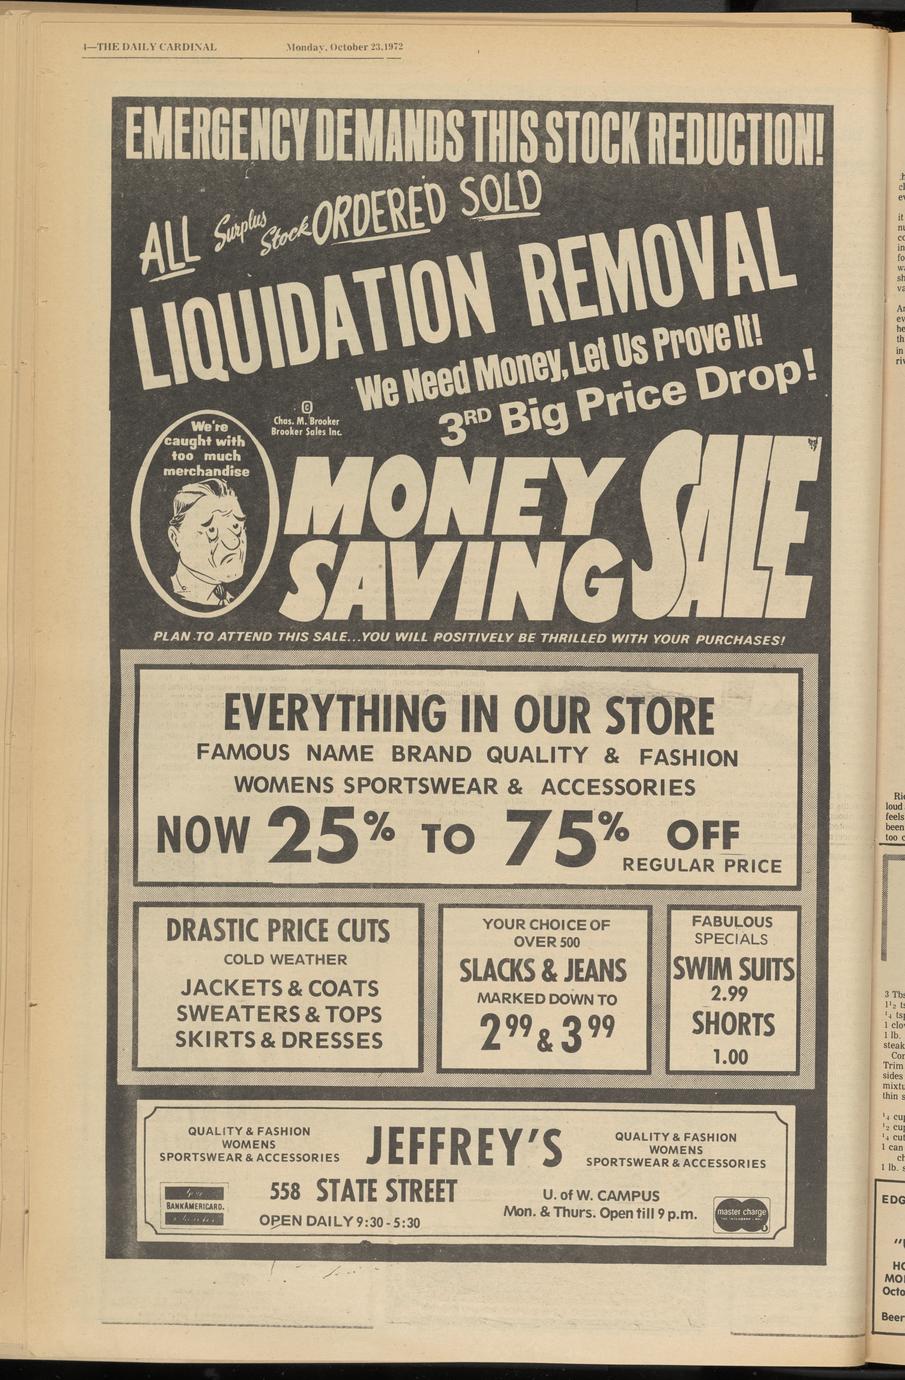 4—THE DAILY CARDINAL Monday, October 23, 1972
EMERGENCY DEMANDS THIS STOCK REDUCTION!
ALL Surplus Stock ORDERED SOLD
LIQUIDATION REMOVAL
We Need Money, Let Us Prove It!
3RD Big Price Drop!
©
Chas. M. Brooker
Brooker Sales Inc.
We're
caught with
too much
merchandise
MONEY
SAVING
SALE
PLAN TO ATTEND THIS SALE...YOU WILL POSITIVELY BE THRILLED WITH YOUR PURCHASES!
EVERYTHING IN OUR STORE
FAMOUS NAME BRAND QUALITY & FASHION
WOMENS SPORTSWEAR & ACCESSORIES
NOW 25% TO 75% OFF
REGULAR PRICE
DRASTIC PRICE CUTS
COLD WEATHER
JACKETS & COATS
SWEATERS & TOPS
SKIRTS & DRESSES
YOUR CHOICE OF
OVER 500
SLACKS & JEANS
MARKED DOWN TO
2 99 & 3 99
FABULOUS
SPECIALS
SWIM SUITS
2.99
SHORTS
1.00
QUALITY & FASHION
WOMENS
SPORTSWEAR & ACCESSORIES
JEFFREY'S
QUALITY & FASHION
WOMENS
SPORTSWEAR & ACCESSORIES
558 STATE STREET
OPEN DAILY 9:30 - 5:30
U. of W. CAMPUS
Mon. & Thurs. Open till 9 p.m.
BANKAMERICARD.
master charge